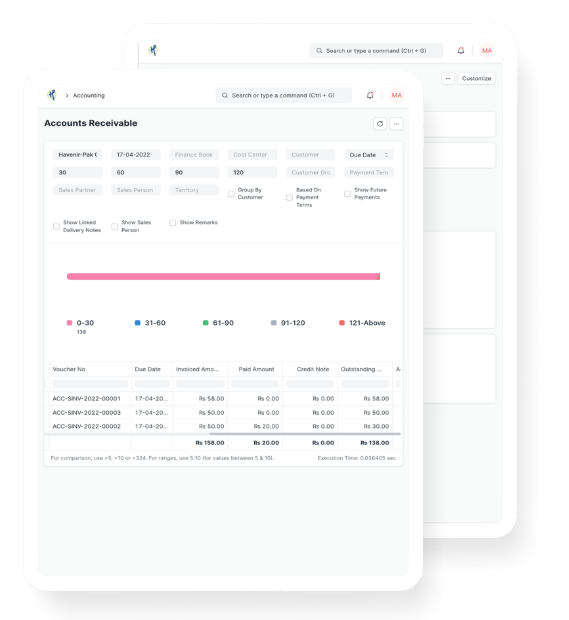 Search or type a command (Ctrl + G)
MA
Customize
Accounting
Search or type a command (Ctrl + G)
MA
Accounts Receivable
Havenir-Pak (
17-04-2022
Finance Book
Cost Center
Customer
Due Date
30
60
90
120
Customer Grc
Payment Tern
Sales Partner
Sales Person
Territory
Group By
Customer
Based On
Payment
Terms
Show Future
Payments
Show Linked
Delivery Notes
Show Sales
Person
Show Remarks
0-30
138
31-60
61-90
91-120
121-Above
Voucher No Due Date Invoiced Amo... Paid Amount Credit Note Outstanding ... A
ACC-SINV-2022-00001 17-04-20... Rs 58.00 Rs 0.00 Rs 0.00 Rs 58.00
ACC-SINV-2022-00003 17-04-20... Rs 50.00 Rs 0.00 Rs 0.00 Rs 50.00
ACC-SINV-2022-00002 17-04-20... Rs 50.00 Rs 20.00 Rs 0.00 Rs 30.00
Rs 158.00 Rs 20.00 Rs 0.00 Rs 138.00
For comparison, use >5, <10 or =324. For ranges, use 5:10 (for values between 5 & 10).
Execution Time: 0.036405 sec